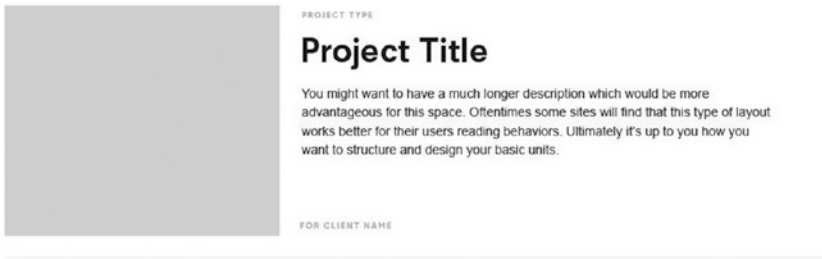 PROJECT TYPE
Project Title
You might want to have a much longer description which would be more
advantageous for this space. Oftentimes some sites will find that this type of layout
works better for their users reading behaviors. Ultimately it's up to you how you
want to structure and design your basic units.
FOR CLIENT NAME